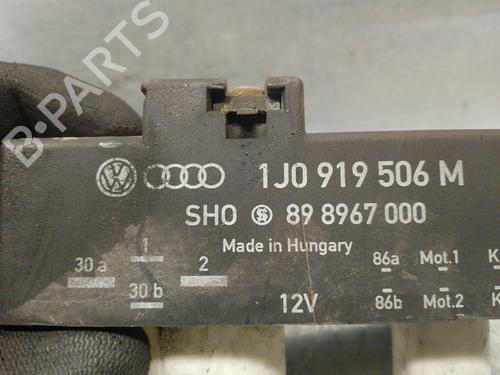 B-PARTS
1J0 919 506 M
SHO S 89 8967 000
Made in Hungary
30 a 1 2 86a Mot.1 K
30 b 12V 86b Mot.2 K